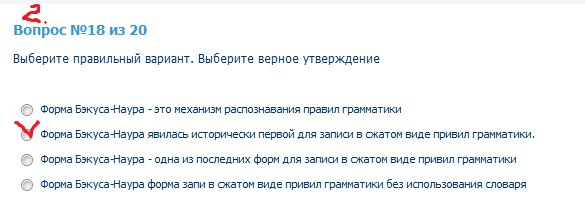 2.
Вопрос №18 из 20
Выберите правильный вариант. Выберите верное утверждение
Форма Бэкуса-Наура - это механизм распознавания правил грамматики
Форма Бэкуса-Наура явилась исторически первой для записи в сжатом виде привил грамматики.
Форма Бэкуса-Наура - одна из последних форм для записи в сжатом виде привил грамматики
Форма Бэкуса-Наура форма запи в сжатом виде привил грамматики без использования словаря